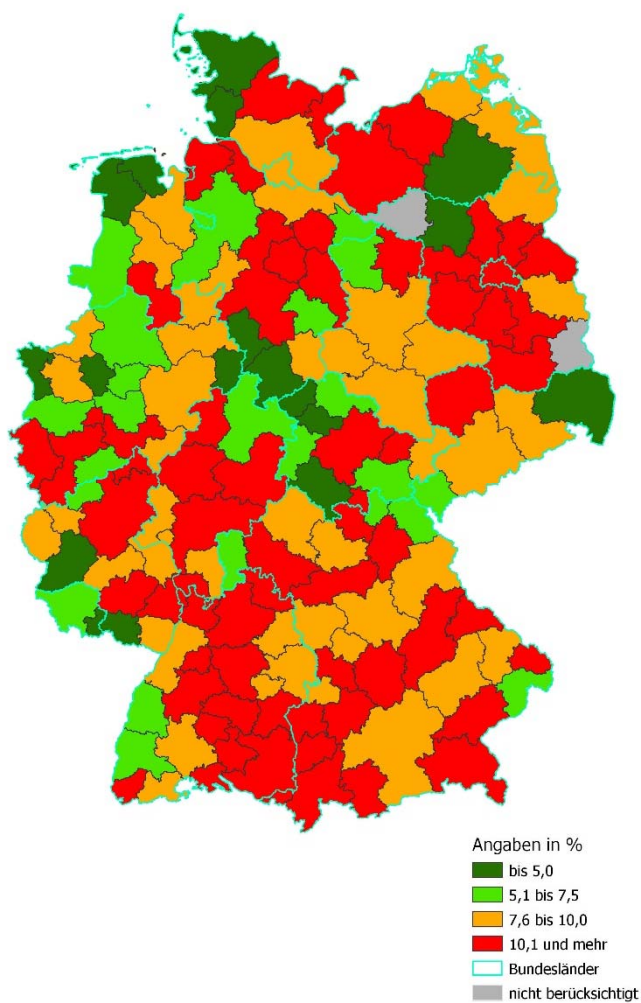 Angaben in %
bis 5,0
5,1 bis 7,5
7,6 bis 10,0
10,1 und mehr
Bundesländer
nicht berücksichtigt